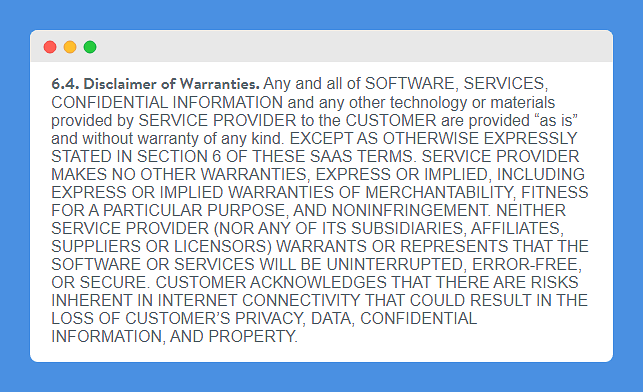 6.4. Disclaimer of Warranties. Any and all of SOFTWARE, SERVICES,
CONFIDENTIAL INFORMATION and any other technology or materials
provided by SERVICE PROVIDER to the CUSTOMER are provided “as is”
and without warranty of any kind. EXCEPT AS OTHERWISE EXPRESSLY
STATED IN SECTION 6 OF THESE SAAS TERMS. SERVICE PROVIDER
MAKES NO OTHER WARRANTIES, EXPRESS OR IMPLIED, INCLUDING
EXPRESS OR IMPLIED WARRANTIES OF MERCHANTABILITY, FITNESS
FOR A PARTICULAR PURPOSE, AND NONINFRINGEMENT. NEITHER
SERVICE PROVIDER (NOR ANY OF ITS SUBSIDIARIES, AFFILIATES,
SUPPLIERS OR LICENSORS) WARRANTS OR REPRESENTS THAT THE
SOFTWARE OR SERVICES WILL BE UNINTERRUPTED, ERROR-FREE,
OR SECURE. CUSTOMER ACKNOWLEDGES THAT THERE ARE RISKS
INHERENT IN INTERNET CONNECTIVITY THAT COULD RESULT IN THE
LOSS OF CUSTOMER’S PRIVACY, DATA, CONFIDENTIAL
INFORMATION, AND PROPERTY.